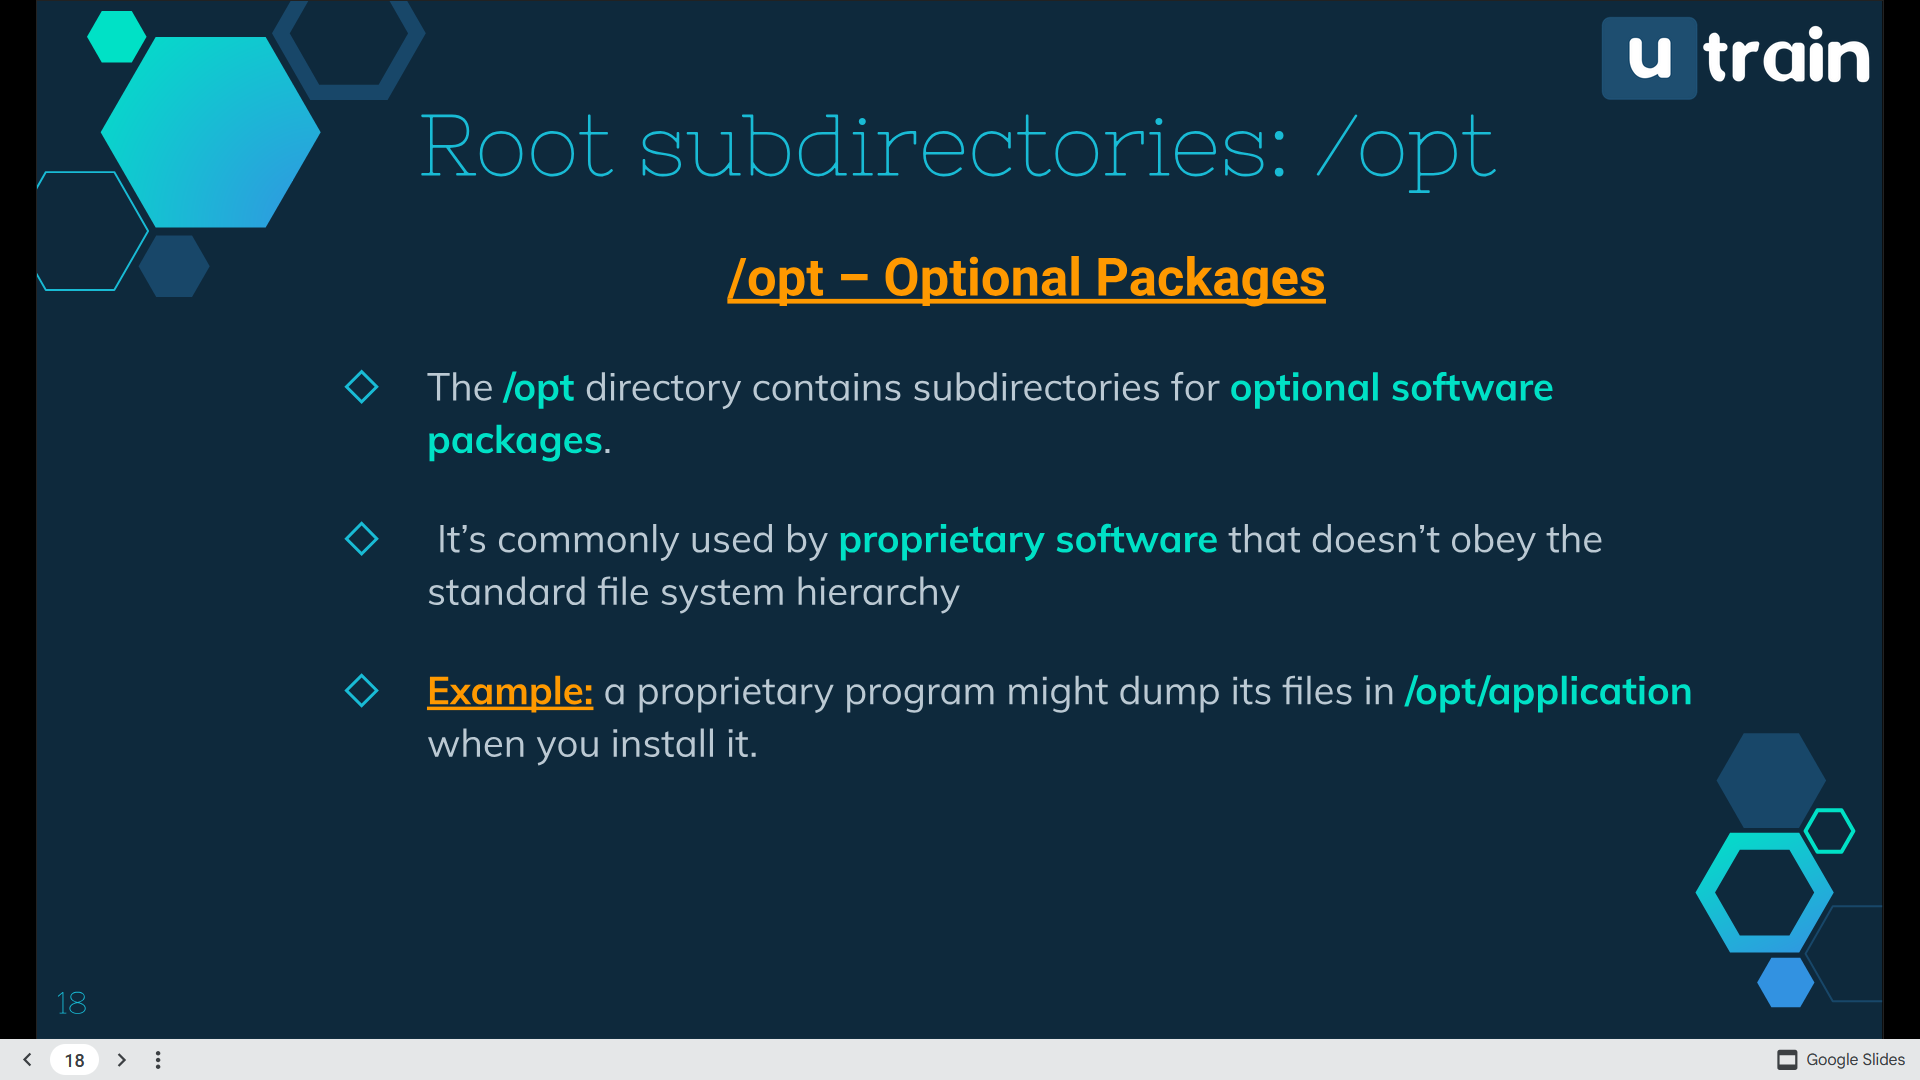 u train
Root subdirectories: /opt
/opt – Optional Packages
The /opt directory contains subdirectories for optional software
packages.
It’s commonly used by proprietary software that doesn’t obey the
standard file system hierarchy
Example: a proprietary program might dump its files in /opt/application
when you install it.
18
18
Google Slides